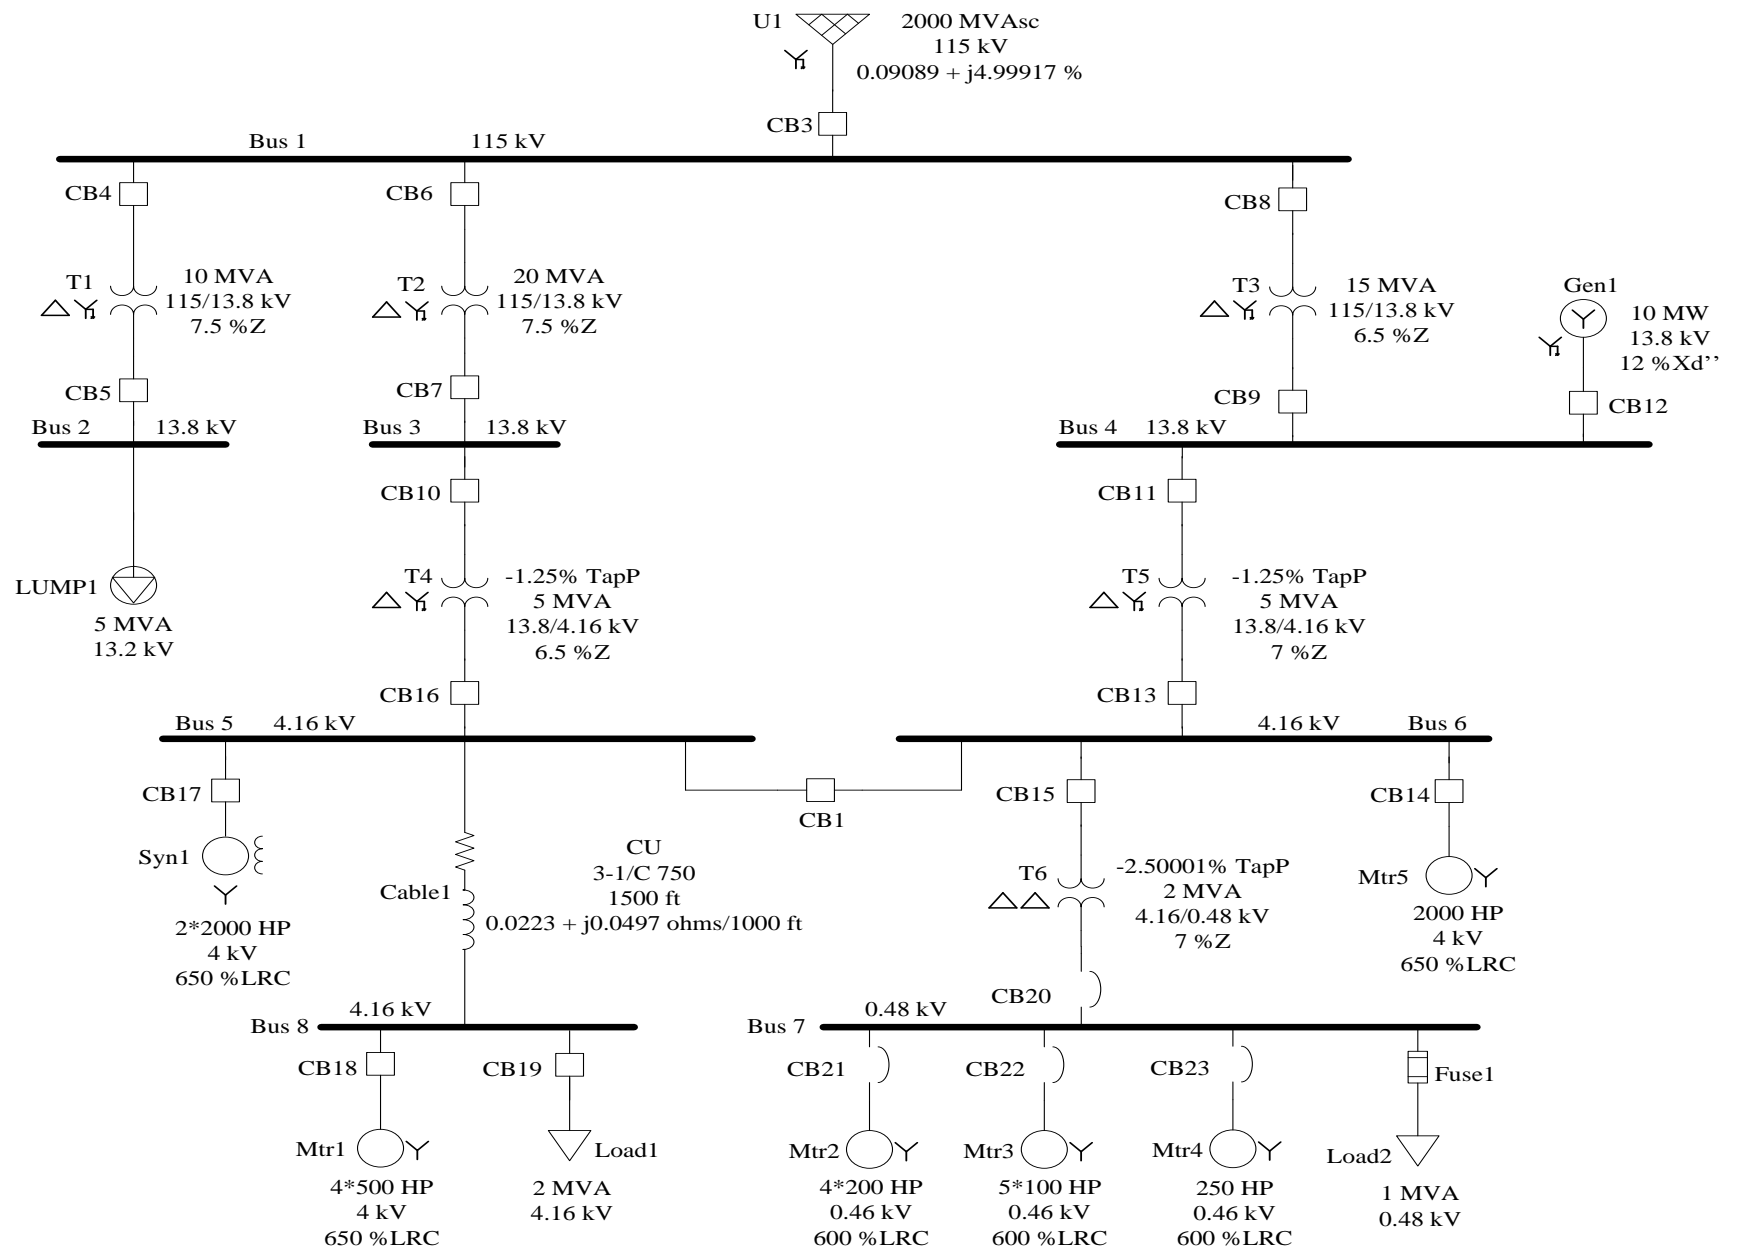 U1
2000 MVAsc
115 kV
0.09089 + j4.99917 %
CB3
Bus 1
115 kV
CB4
CB6
CB8
T1
10 MVA
115/13.8 kV
7.5 %Z
T2
20 MVA
115/13.8 kV
7.5 %Z
T3
15 MVA
115/13.8 kV
6.5 %Z
Gen1
10 MW
13.8 kV
12 %Xd’’
CB5
CB7
CB9
CB12
Bus 2
13.8 kV
Bus 3
13.8 kV
Bus 4
13.8 kV
CB10
CB11
LUMP1
5 MVA
13.2 kV
T4
-1.25% TapP
5 MVA
13.8/4.16 kV
6.5 %Z
T5
-1.25% TapP
5 MVA
13.8/4.16 kV
7 %Z
CB16
CB13
Bus 5
4.16 kV
4.16 kV
Bus 6
CB17
CB1
CB15
CB14
Syn1
2*2000 HP
4 kV
650 %LRC
Cable1
CU
3-1/C 750
1500 ft
0.0223 + j0.0497 ohms/1000 ft
T6
-2.50001% TapP
2 MVA
4.16/0.48 kV
7 %Z
Mtr5
2000 HP
4 kV
650 %LRC
CB20
4.16 kV
Bus 8
0.48 kV
Bus 7
CB18
CB19
CB21
CB22
CB23
Fuse1
Mtr1
4*500 HP
4 kV
650 %LRC
Load1
2 MVA
4.16 kV
Mtr2
4*200 HP
0.46 kV
600 %LRC
Mtr3
5*100 HP
0.46 kV
600 %LRC
Mtr4
250 HP
0.46 kV
600 %LRC
Load2
1 MVA
0.48 kV